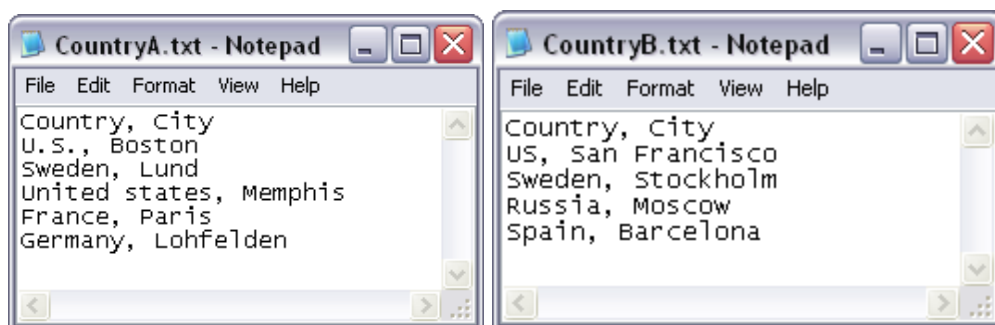 CountryA.txt - Notepad
File Edit Format View Help
Country, City
U.S., Boston
Sweden, Lund
United states, Memphis
France, Paris
Germany, Lohfelden
CountryB.txt - Notepad
File Edit Format View Help
Country, City
US, San Francisco
Sweden, Stockholm
Russia, Moscow
Spain, Barcelona